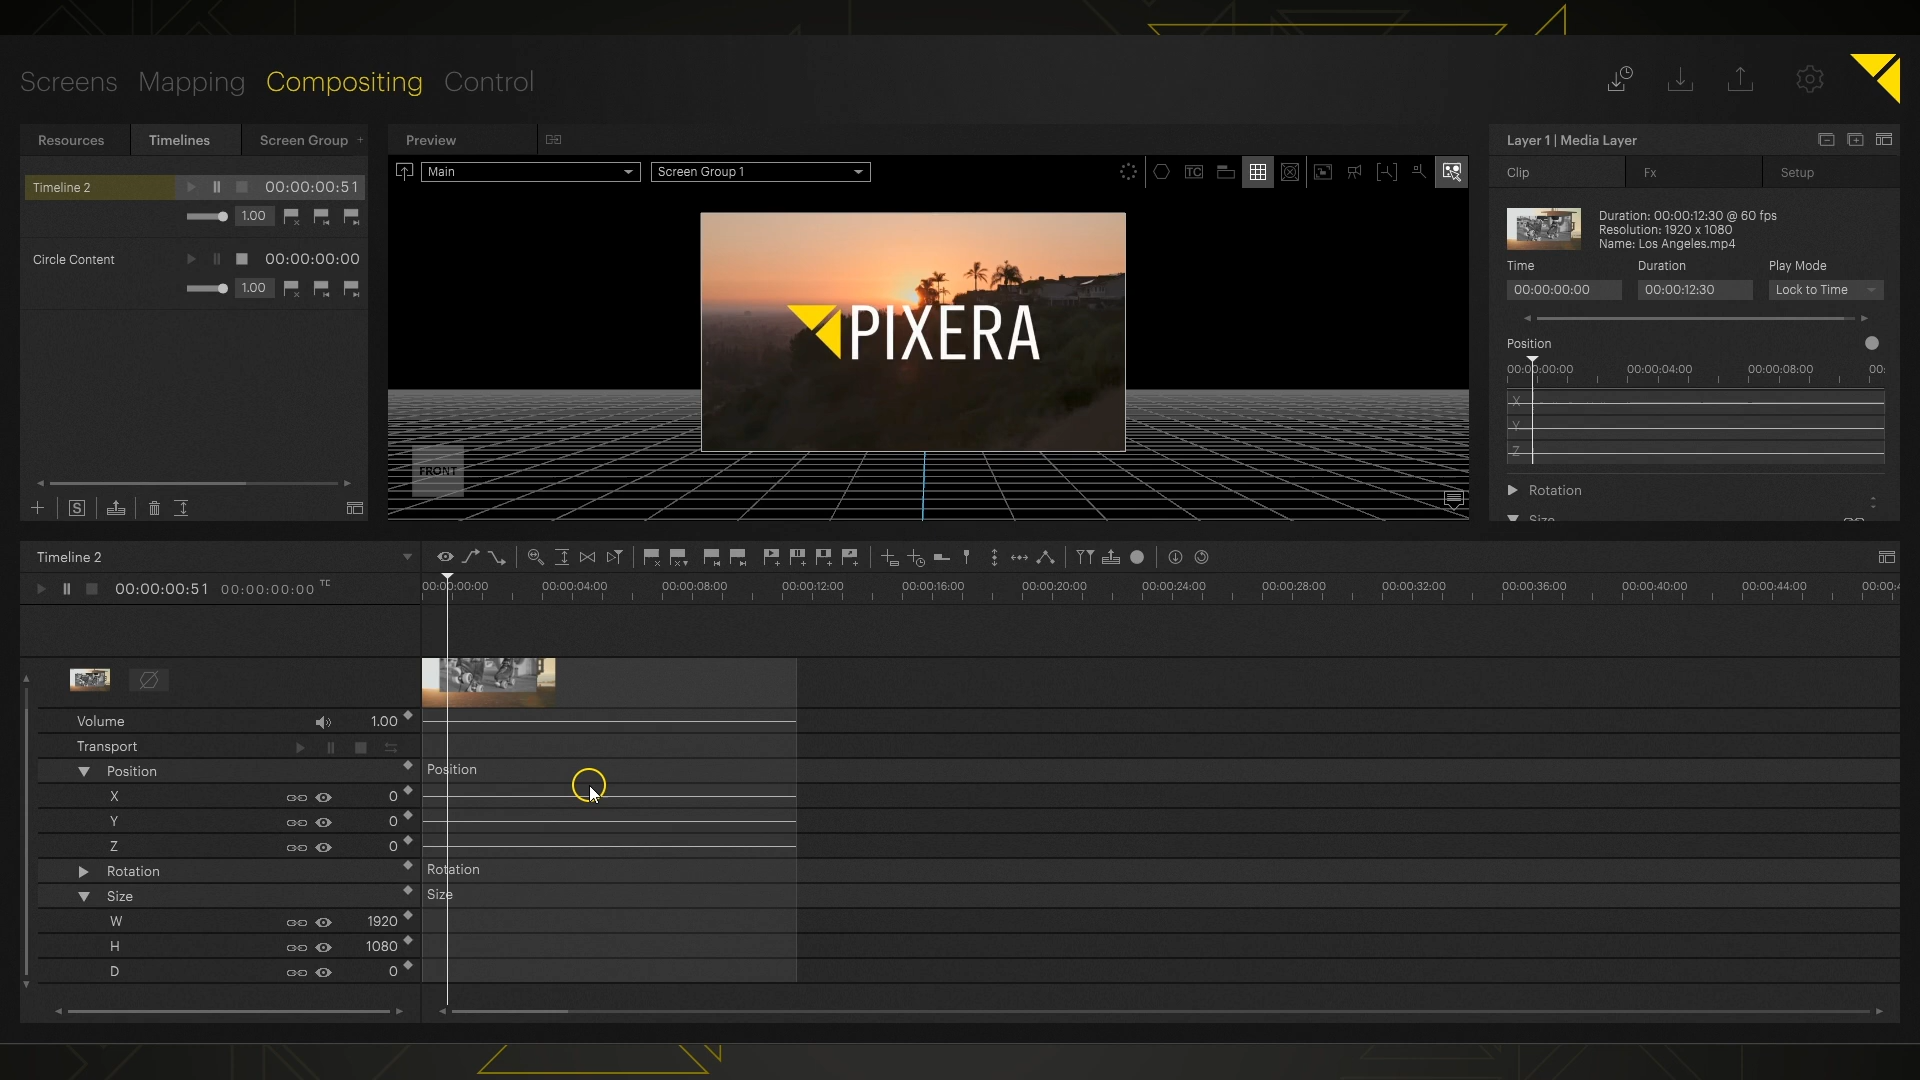 Screens Mapping Compositing Control
Resources Timelines Screen Group +
Timeline 2 00:00:00:51
1.00
Circle Content 00:00:00:00
1.00
S
Preview
Main Screen Group 1 TC
PIXERA
FRONT
Layer 1 | Media Layer
Clip Fx Setup
Duration: 00:00:12:30 @ 60 fps
Resolution: 1920 x 1080
Name: Los Angeles.mp4
Time Duration Play Mode
00:00:00:00 00:00:12:30 Lock to Time
Position
00:00:00:00 00:00:04:00 00:00:08:00 00:
X
Y
Z
Rotation
Size
Timeline 2
00:00:00:51 00:00:00:00 TC
00:00:00:00 00:00:04:00 00:00:08:00 00:00:12:00 00:00:16:00 00:00:20:00 00:00:24:00 00:00:28:00 00:00:32:00 00:00:36:00 00:00:40:00 00:00:44:00 00:00:4
Volume 1.00
Transport
Position Position
X 0
Y 0
Z 0
Rotation Rotation
Size Size
W 1920
H 1080
D 0